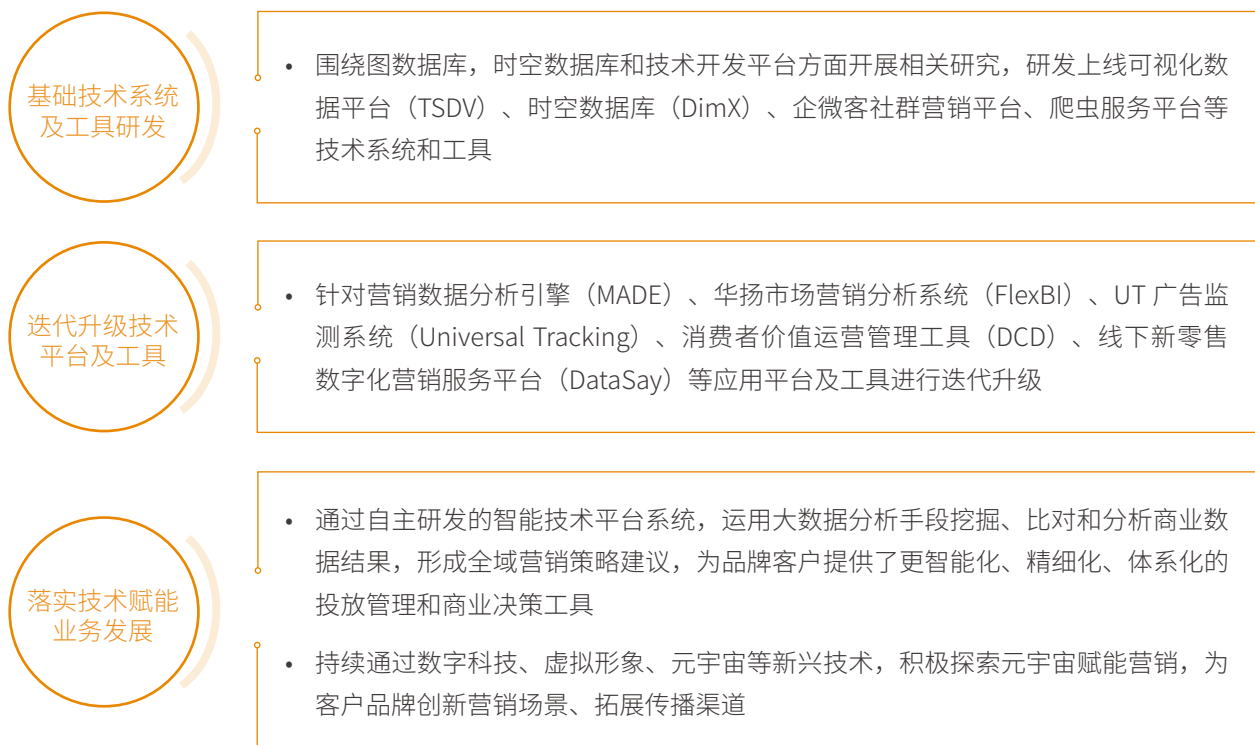 基础技术系统
及工具研发
• 围绕图数据库，时空数据库和技术开发平台方面开展相关研究，研发上线可视化数
据平台（TSDV）、时空数据库（DimX）、企微客社群营销平台、爬虫服务平台等
技术系统和工具
迭代升级技术
平台及工具
• 针对营销数据分析引擎（MADE）、华扬市场营销分析系统（FlexBI）、UT 广告监
测系统（Universal Tracking）、消费者价值运营管理工具（DCD）、线下新零售
数字化营销服务平台（DataSay）等应用平台及工具进行迭代升级
落实技术赋能
业务发展
• 通过自主研发的智能技术平台系统，运用大数据分析手段挖掘、比对和分析商业数
据结果，形成全域营销策略建议，为品牌客户提供了更智能化、精细化、体系化的
投放管理和商业决策工具
• 持续通过数字科技、虚拟形象、元宇宙等新兴技术，积极探索元宇宙赋能营销，为
客户品牌创新营销场景、拓展传播渠道